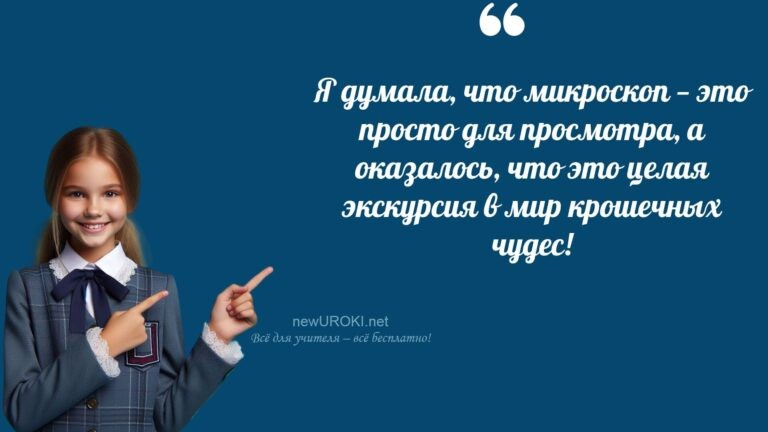 ❝
Я думала, что микроскоп – это
просто для просмотра, а
оказалось, что это целая
экскурсия в мир крошечных
чудес!
newUROKI.net
Всё для учителя – всё бесплатно!